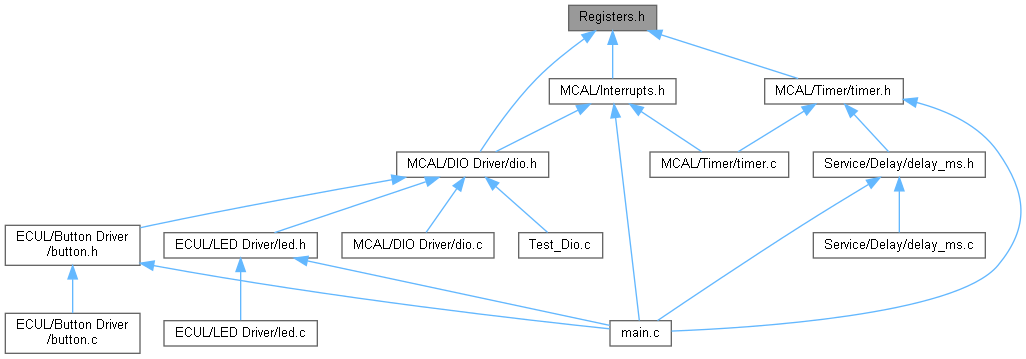 Registers.h
MCAL/Interrupts.h
MCAL/Timer/timer.h
MCAL/DIO Driver/dio.h
MCAL/Timer/timer.c
Service/Delay/delay_ms.h
ECUL/Button Driver
/button.h
ECUL/LED Driver/led.h
MCAL/DIO Driver/dio.c
Test_Dio.c
Service/Delay/delay_ms.c
ECUL/Button Driver
/button.c
ECUL/LED Driver/led.c
main.c